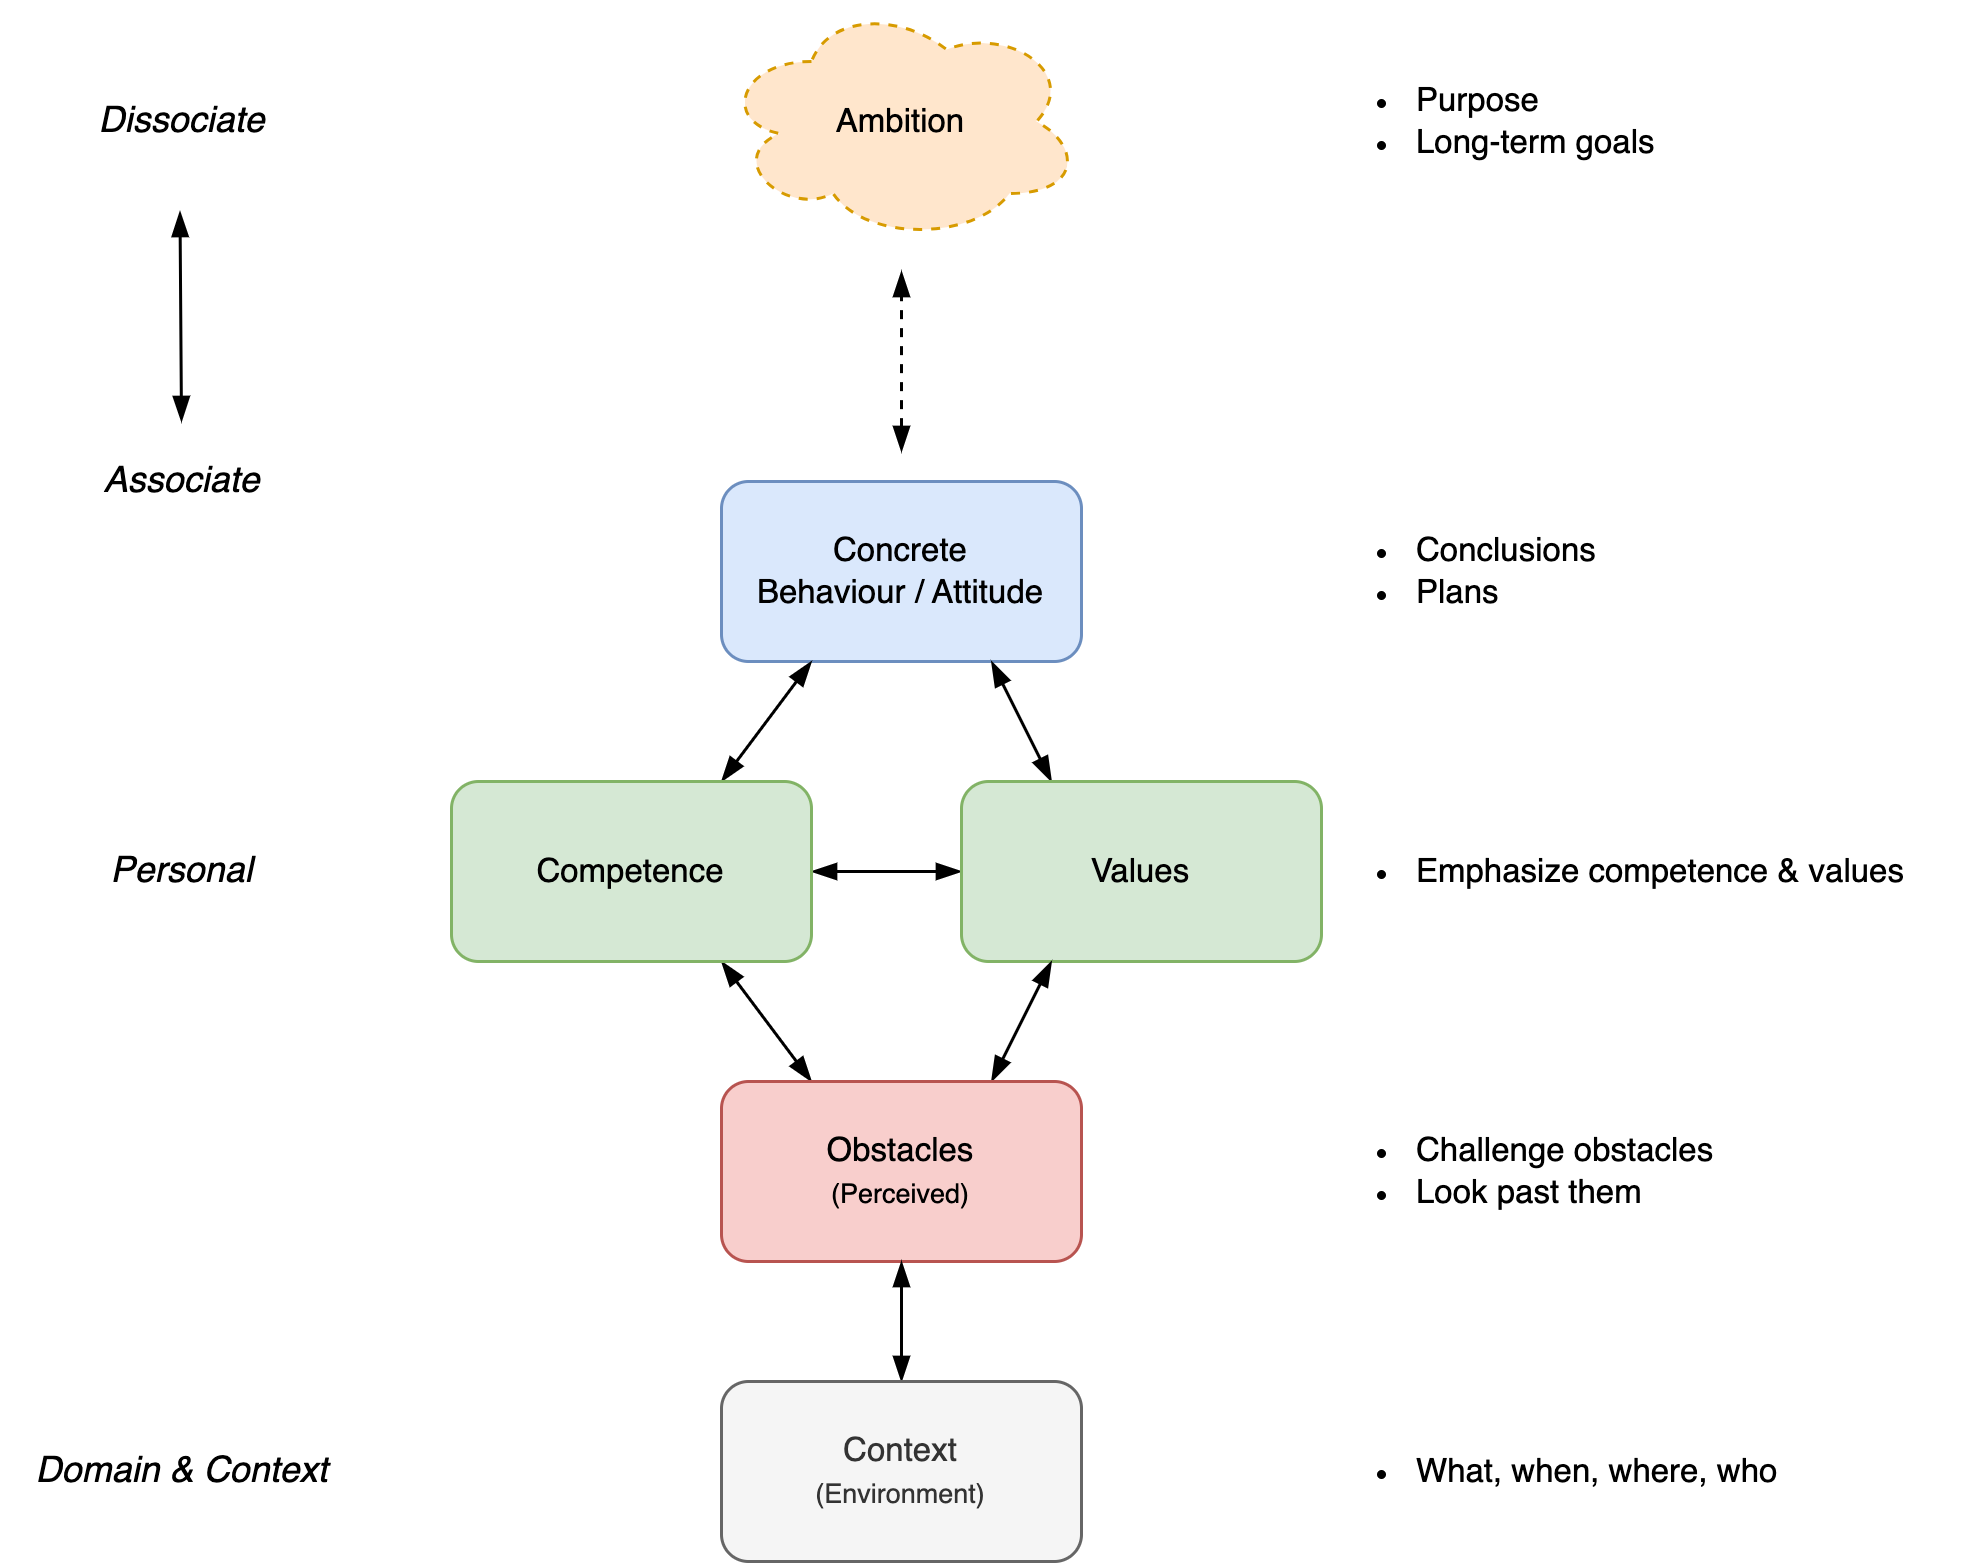 Dissociate
Ambition
• Purpose
• Long-term goals
Associate
Concrete
Behaviour / Attitude
• Conclusions
• Plans
Personal
Competence
Values
• Emphasize competence & values
Obstacles
(Perceived)
• Challenge obstacles
• Look past them
Domain & Context
Context
(Environment)
• What, when, where, who